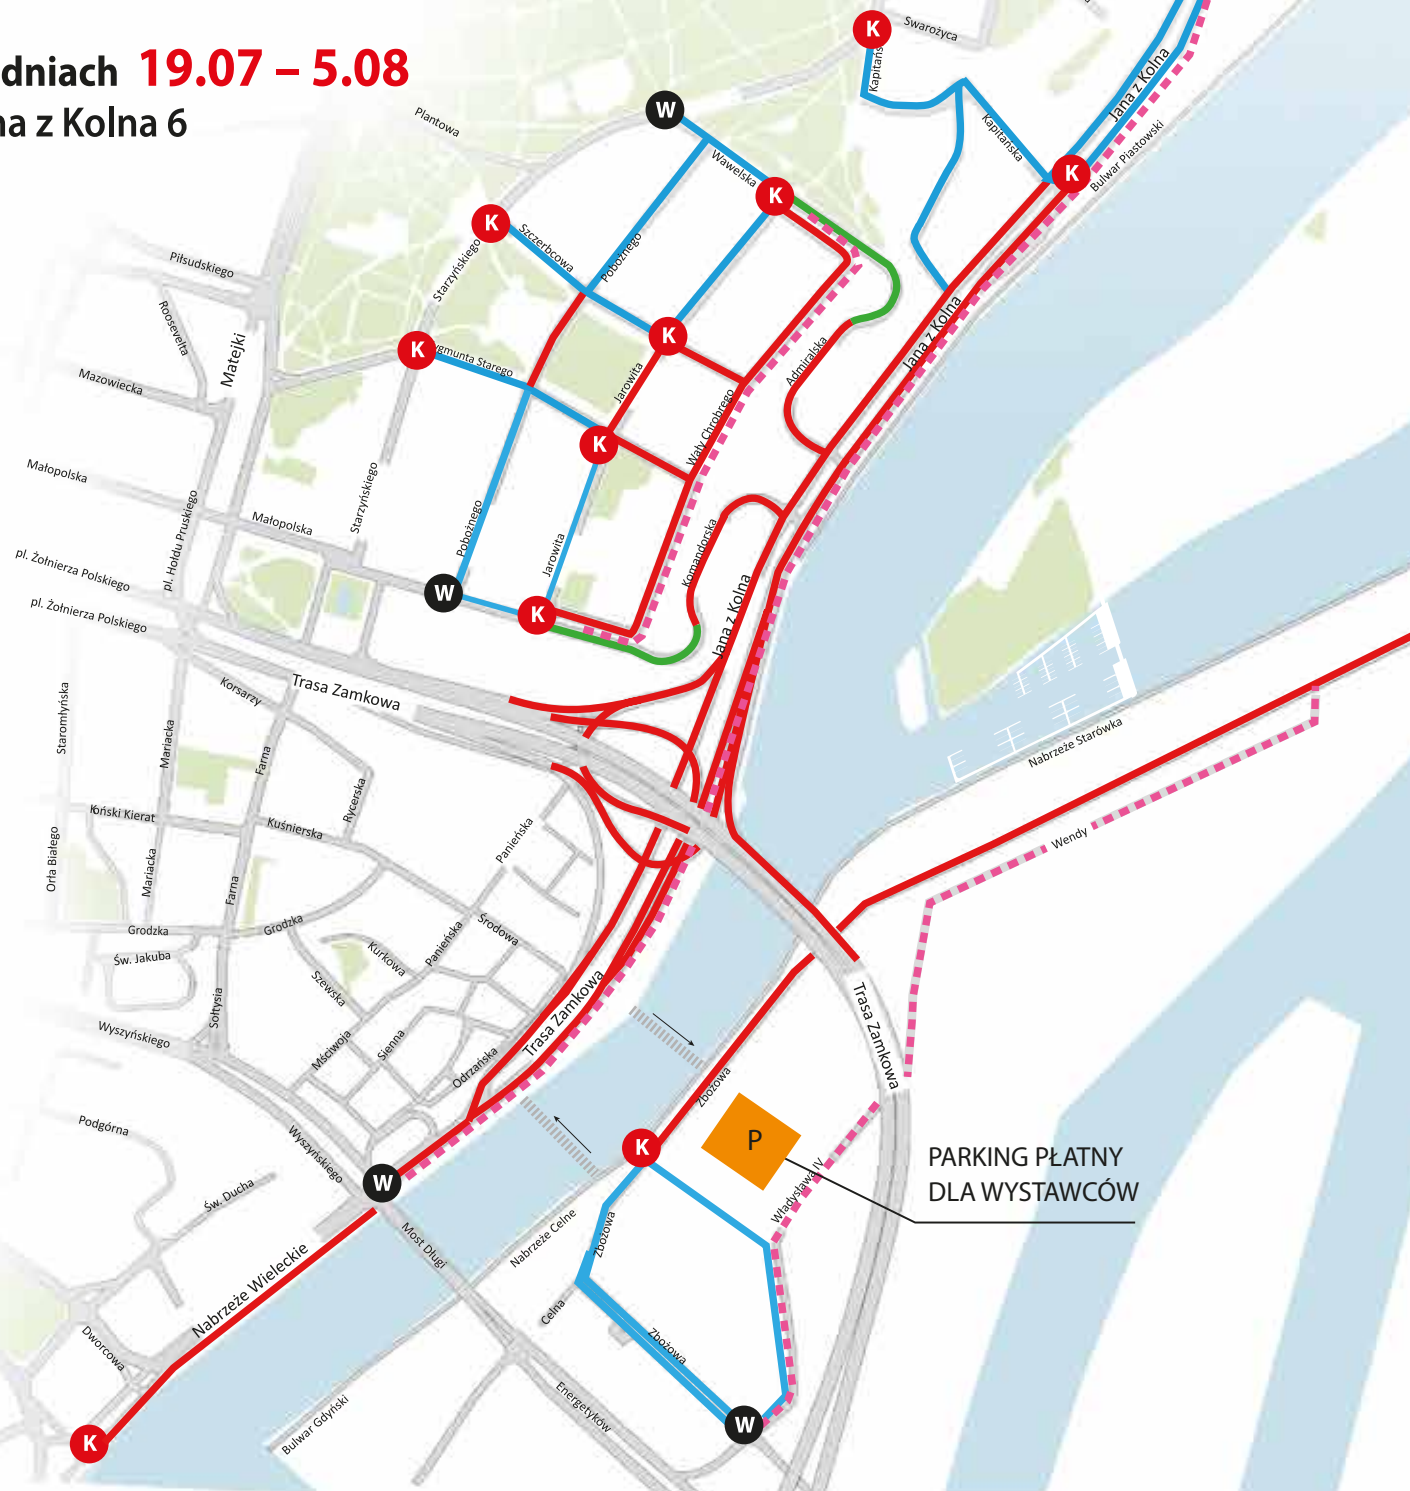 dniach 19.07 – 5.08
na z Kolna 6
K
Swarożyca
Kapitańs
Jana z Kolna
Plantowa
W
Kapitańska
Bulwar Piastowski
Wawelska
K
K
K
Szczerbcowa
Pobożnego
Starzyńskiego
Piłsudskiego
Roosevelta
Matejki
Jana z Kolna
K
K
ygmunta Starego
Admiralska
Jarowita
Mazowiecka
Wały Chrobrego
K
Małopolska
Starzyńskiego
pl. Hołdu Pruskiego
Małopolska
Pobożnego
Jarowita
Komandorska
pl. Żołnierza Polskiego
pl. Żołnierza Polskiego
W
K
Jana z Kolna
Trasa Zamkowa
Korsarzy
Staromłyńska
Mariacka
Farna
Nabrzeże Starówka
Rycerska
Koński Kierat
Kuśnierska
Panieńska
Wendy
Orła Białego
Mariacka
Farna
Grodzka
Grodzka
Środowa
Panieńska
Kurkowa
Św. Jakuba
Szewska
Sołtysia
Trasa Zamkowa
Trasa Zamkowa
Wyszyńskiego
Mściwoja
Sienna
Odrzańska
Zbożowa
Podgórna
Wyszyńskiego
K
P
PARKING PŁATNY
DLA WYSTAWCÓW
W
Św. Ducha
Władysława IV
Most Długi
Nabrzeże Celne
Zbożowa
Nabrzeże Wieleckie
Celna
Dworcowa
Zbożowa
Energetyków
Bulwar Gdyński
W
K